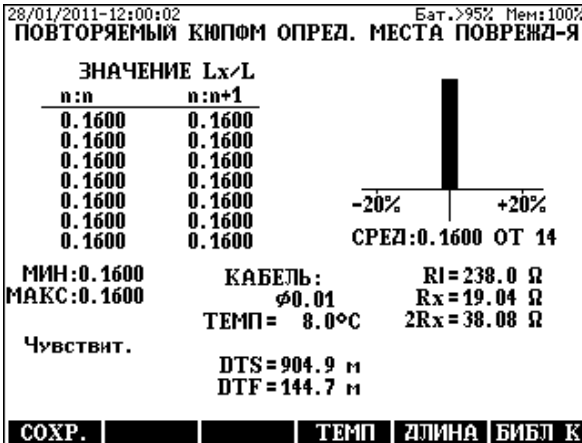 28/01/2011-12:00:02 Бат.>95% Мем:100%
ПОВТОРЯЕМЫЙ КЮПФМ ОПРЕД. МЕСТА ПОВРЕЖД-Я
ЗНАЧЕНИЕ Lx/L
n:n n:n+1
0.1600 0.1600
0.1600 0.1600
0.1600 0.1600
0.1600 0.1600
0.1600 0.1600
0.1600 0.1600
0.1600 0.1600
-20% +20%
СРЕД:0.1600 ОТ 14
МИН:0.1600
МАКС:0.1600
КАБЕЛЬ:
ø0.01
ТЕМП= 8.0°C
Rl=238.0 Ω
Rx=19.04 Ω
2Rx=38.08 Ω
Чувствит.
DTS=904.9 м
DTF=144.7 м
СОХР. ТЕМП ДЛИНА БИБЛ К